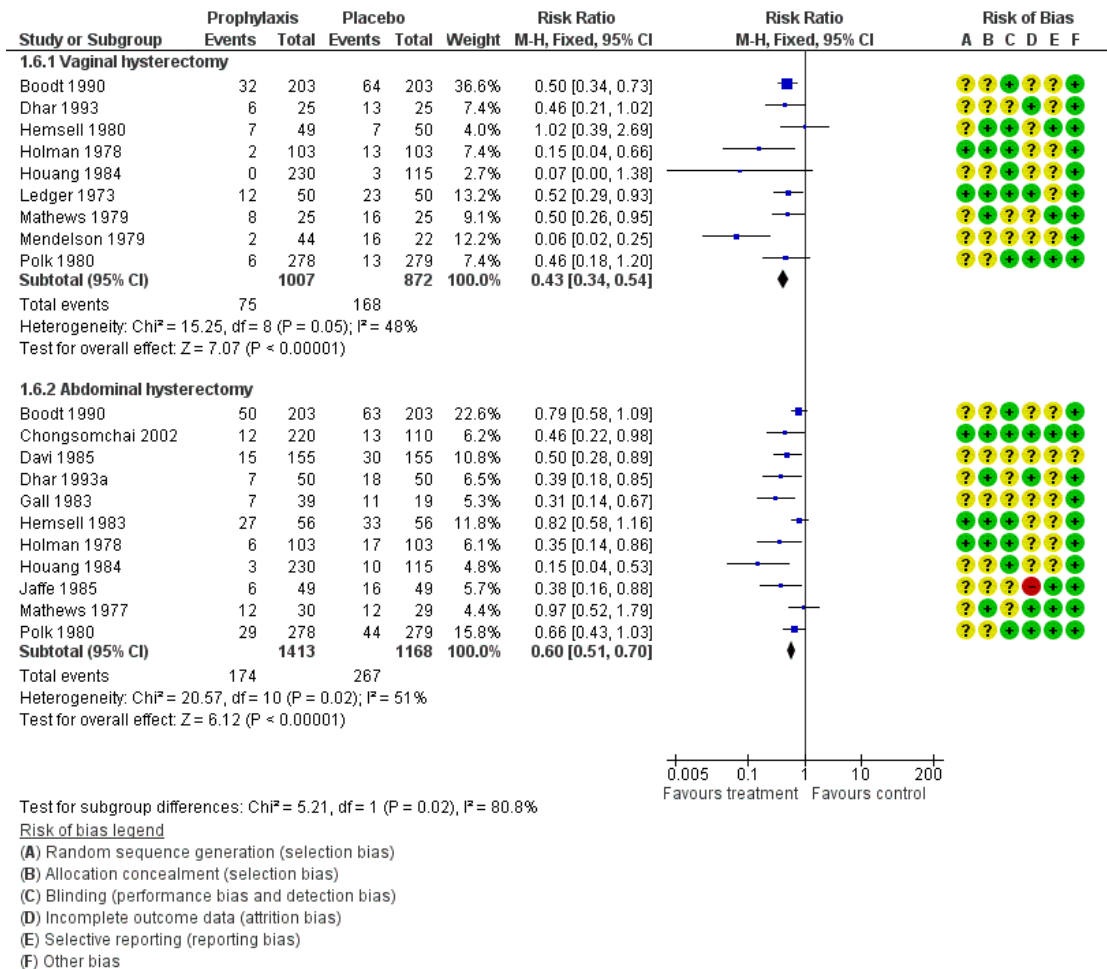 Prophylaxis Placebo Risk Ratio Risk Ratio Risk of Bias
Study or Subgroup Events Total Events Total Weight M-H, Fixed, 95% CI M-H, Fixed, 95% CI A B C D E F
1.6.1 Vaginal hysterectomy
Boodt 1990 32 203 64 203 36.6% 0.50 [0.34, 0.73] ? ? + ? ? +
Dhar 1993 6 25 13 25 7.4% 0.46 [0.21, 1.02] ? ? ? + ? +
Hemsell 1980 7 49 7 50 4.0% 1.02 [0.39, 2.69] ? + + ? + +
Holman 1978 2 103 13 103 7.4% 0.15 [0.04, 0.66] + + + ? ? +
Houang 1984 0 230 3 115 2.7% 0.07 [0.00, 1.38] ? ? + ? ? +
Ledger 1973 12 50 23 50 13.2% 0.52 [0.29, 0.93] + + + + ? +
Mathews 1979 8 25 16 25 9.1% 0.50 [0.26, 0.95] ? + ? ? + +
Mendelson 1979 2 44 16 22 12.2% 0.06 [0.02, 0.25] ? ? ? ? ? +
Polk 1980 6 278 13 279 7.4% 0.46 [0.18, 1.20] ? ? + + + +
Subtotal (95% CI) 1007 872 100.0% 0.43 [0.34, 0.54]
Total events 75 168
Heterogeneity: Chi² = 15.25, df = 8 (P = 0.05); I² = 48%
Test for overall effect: Z = 7.07 (P < 0.00001)
1.6.2 Abdominal hysterectomy
Boodt 1990 50 203 63 203 22.6% 0.79 [0.58, 1.09] ? ? + ? ? +
Chongsomchai 2002 12 220 13 110 6.2% 0.46 [0.22, 0.98] + + + + + +
Davi 1985 15 155 30 155 10.8% 0.50 [0.28, 0.89] ? ? ? ? ? ?
Dhar 1993a 7 50 18 50 6.5% 0.39 [0.18, 0.85] ? + ? + ? +
Gall 1983 7 39 11 19 5.3% 0.31 [0.14, 0.67] ? ? ? ? ? +
Hemsell 1983 27 56 33 56 11.8% 0.82 [0.58, 1.16] + + + ? ? +
Holman 1978 6 103 17 103 6.1% 0.35 [0.14, 0.86] + + + ? ? +
Houang 1984 3 230 10 115 4.8% 0.15 [0.04, 0.53] ? ? + ? ? +
Jaffe 1985 6 49 16 49 5.7% 0.38 [0.16, 0.88] ? ? ? - + +
Mathews 1977 12 30 12 29 4.4% 0.97 [0.52, 1.79] ? + ? + + +
Polk 1980 29 278 44 279 15.8% 0.66 [0.43, 1.03] ? ? + + + +
Subtotal (95% CI) 1413 1168 100.0% 0.60 [0.51, 0.70]
Total events 174 267
Heterogeneity: Chi² = 20.57, df = 10 (P = 0.02); I² = 51%
Test for overall effect: Z = 6.12 (P < 0.00001)
0.005 0.1 1 10 200
Favours treatment Favours control
Test for subgroup differences: Chi² = 5.21, df = 1 (P = 0.02), I² = 80.8%
Risk of bias legend
(A) Random sequence generation (selection bias)
(B) Allocation concealment (selection bias)
(C) Blinding (performance bias and detection bias)
(D) Incomplete outcome data (attrition bias)
(E) Selective reporting (reporting bias)
(F) Other bias